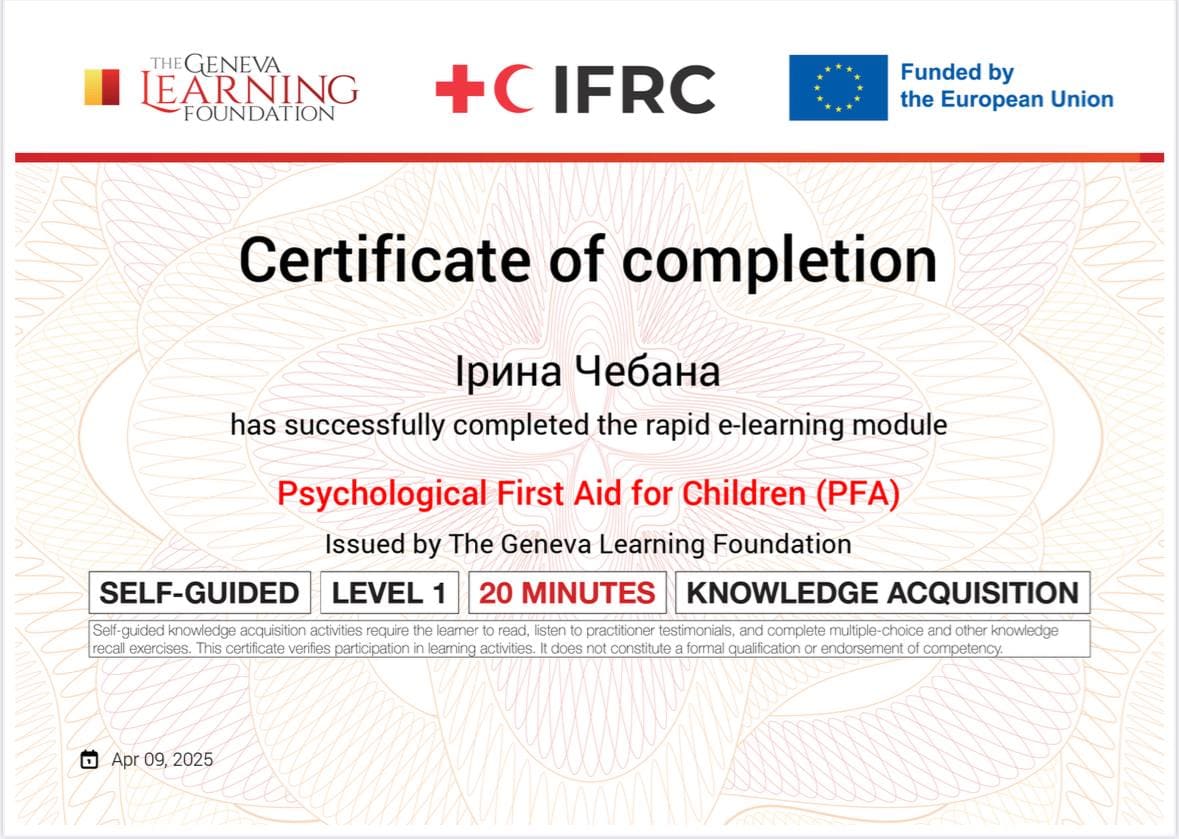 THE GENEVA
LEARNING
FOUNDATION
IFRC
Funded by
the European Union
Certificate of completion
Ірина Чебана
has successfully completed the rapid e-learning module
Psychological First Aid for Children (PFA)
Issued by The Geneva Learning Foundation
SELF-GUIDED LEVEL 1 20 MINUTES KNOWLEDGE ACQUISITION
Self-guided knowledge acquisition activities require the learner to read, listen to practitioner testimonials, and complete multiple-choice and other knowledge
recall exercises. This certificate verifies participation in learning activities. It does not constitute a formal qualification or endorsement of competency.
Apr 09, 2025